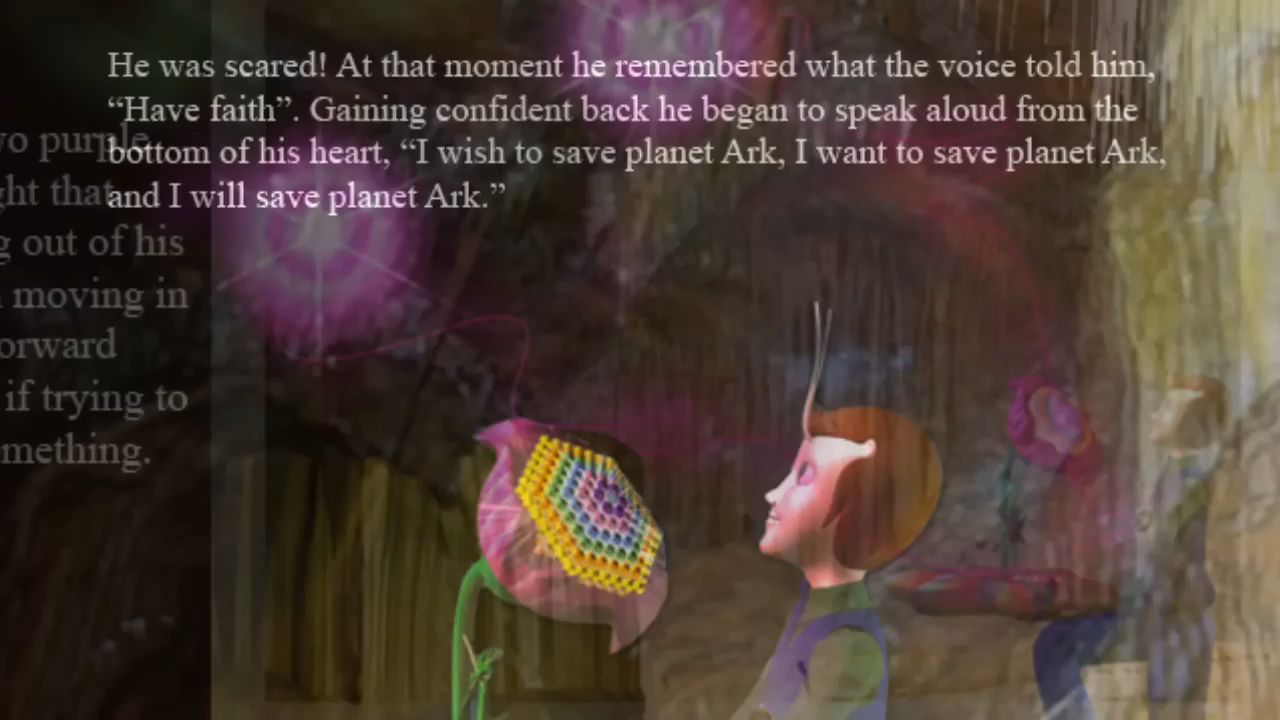 He was scared! At that moment he remembered what the voice told him,
“Have faith”. Gaining confident back he began to speak aloud from the
bottom of his heart, “I wish to save planet Ark, I want to save planet Ark,
and I will save planet Ark.”
purple
that
g out of his
moving in
orward
if trying to
mething.